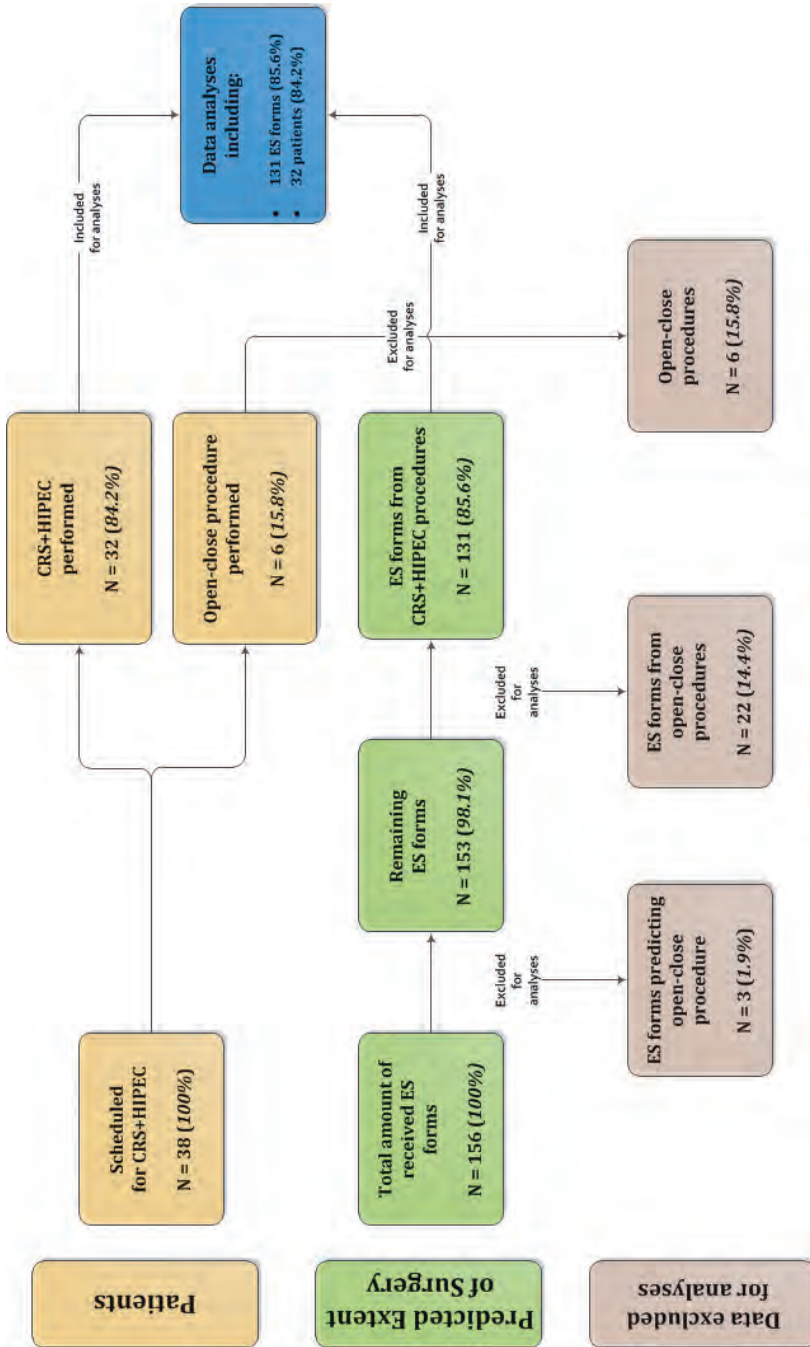 Patients
Scheduled
for CRS+HIPEC
N = 38 (100%)
CRS+HIPEC
performed
N = 32 (84.2%)
Open-close procedure
performed
N = 6 (15.8%)
Included
for analyses
Data analyses
including:
• 131 ES forms (85.6%)
• 32 patients (84.2%)
Predicted Extent
of Surgery
Total amount of
received ES
forms
N = 156 (100%)
Remaining
ES forms
N = 153 (98.1%)
ES forms from
CRS+HIPEC procedures
N = 131 (85.6%)
Excluded
for analyses
Included
for analyses
Excluded
for
analyses
Excluded
for
analyses
Data excluded
for analyses
ES forms predicting
open-close
procedure
N = 3 (1.9%)
ES forms from
open-close
procedures
N = 22 (14.4%)
Open-close
procedures
N = 6 (15.8%)